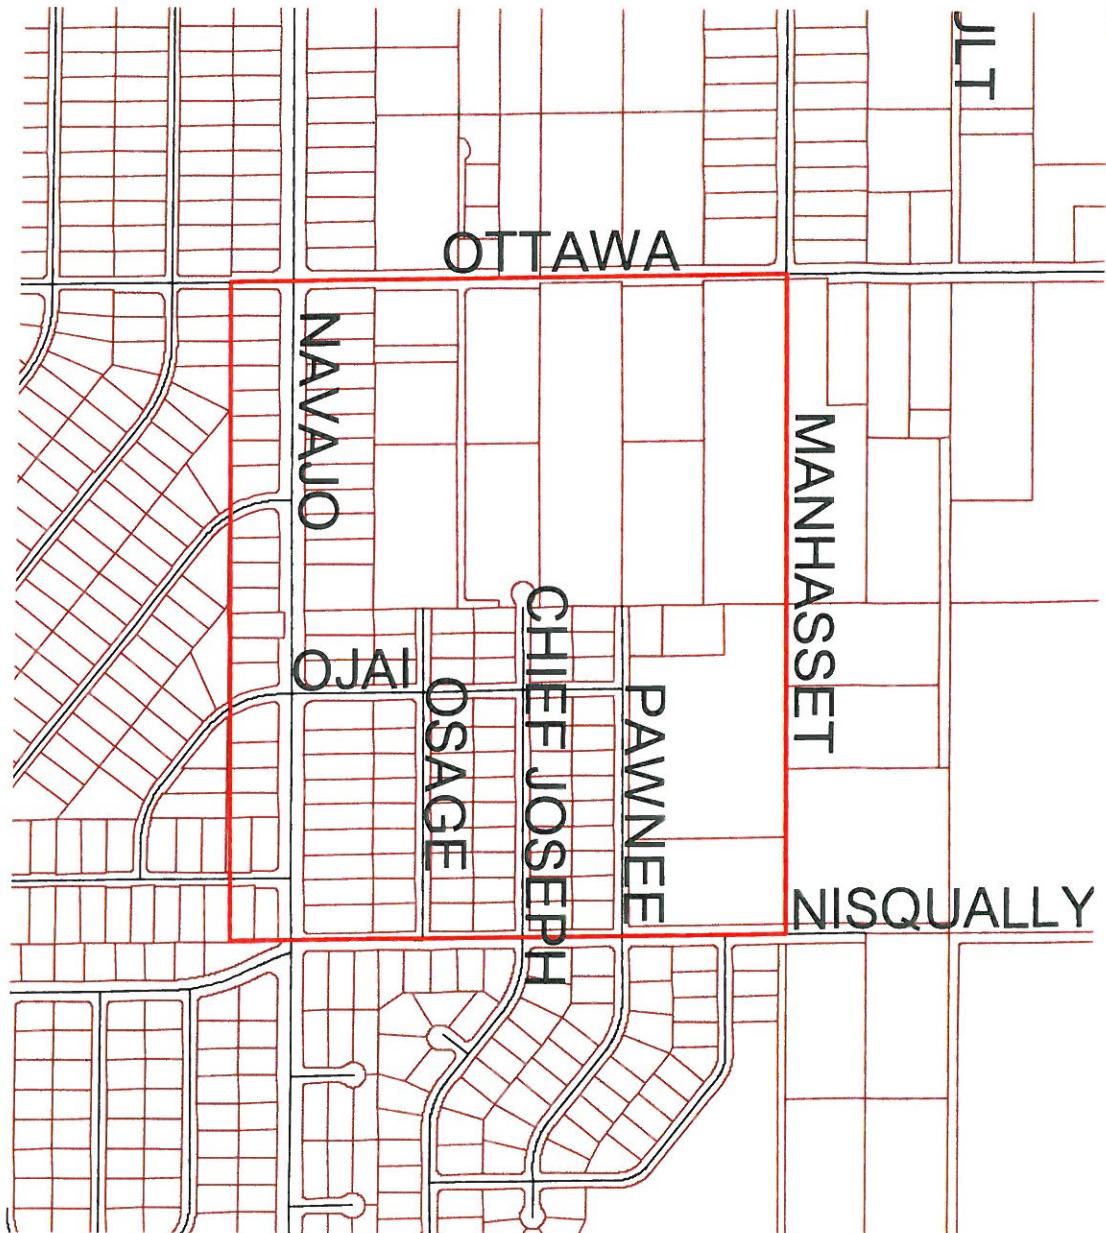 JLT
OTTAWA
NAVAJO
MANHASSET
CHIEF JOSEPH
OJAI
OSAGE
PAWNEE
NISQUALLY